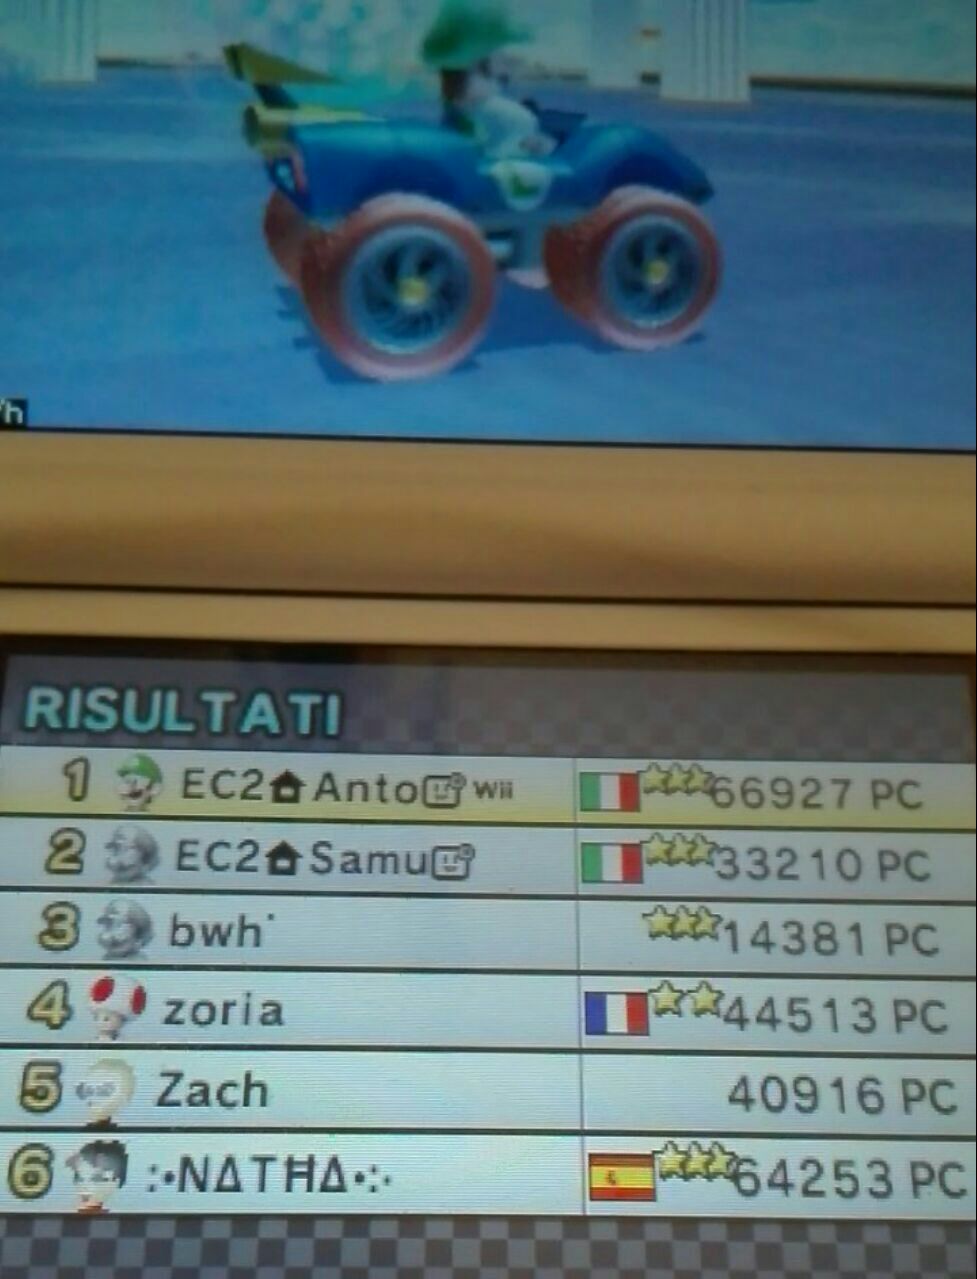 /h
RISULTATI
1 EC2🏠Anto Wii 66927 PC
2 EC2🏠Samu 33210 PC
3 bwh˙ 14381 PC
4 zoria 44513 PC
5 Zach 40916 PC
6 :•NΔTĦΔ•: 64253 PC